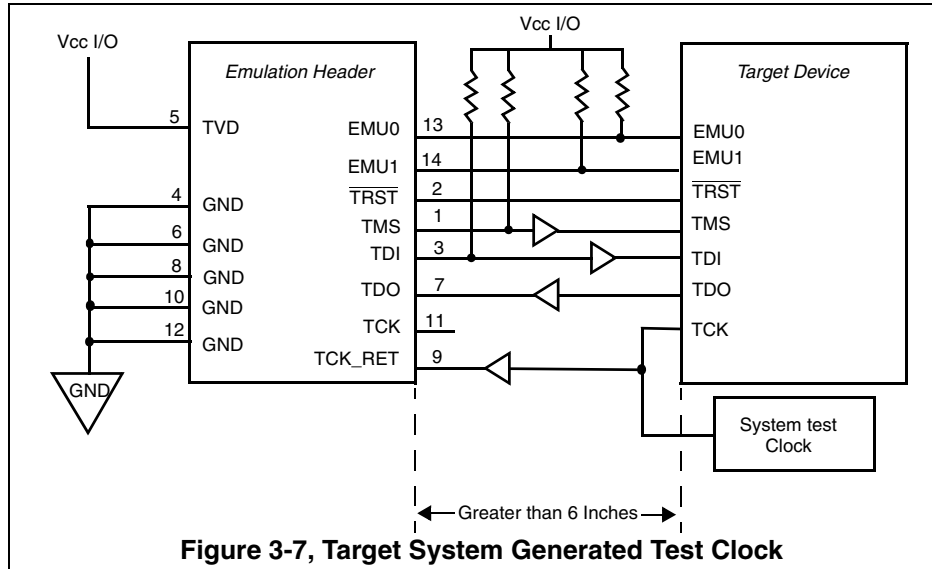 Vcc I/O
Vcc I/O
Emulation Header
Target Device
5 TVD
EMU0 13 EMU0
EMU1 14 EMU1
4 GND
TRST 2 TRST
6 GND
TMS 1 TMS
8 GND
TDI 3 TDI
10 GND
TDO 7 TDO
12 GND
TCK 11 TCK
TCK_RET 9
GND
System test
Clock
Greater than 6 Inches
Figure 3-7, Target System Generated Test Clock